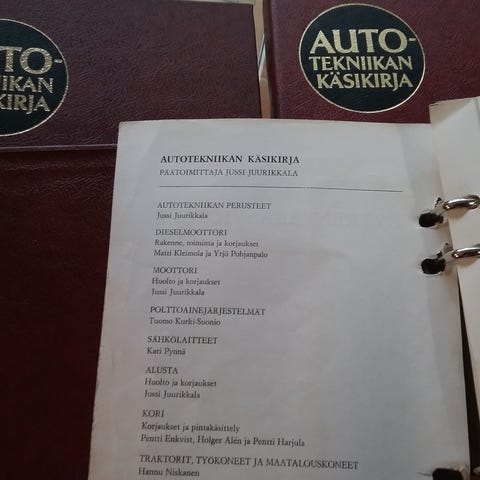 TO-
IIKAN
KIRJA
AUTO-
TEKNIIKAN
KÄSIKIRJA
AUTOTEKNIIKAN KÄSIKIRJA
PÄÄTOIMITTAJA JUSSI JUURIKKALA
AUTOTEKNIIKAN PERUSTEET
Jussi Juurikkala
DIESELMOOTTORI
Rakenne, toiminta ja korjaukset
Matti Kleimola ja Yrjö Pohjanpalo
MOOTTORI
Huolto ja korjaukset
Jussi Juurikkala
POLTTOAINEJÄRJESTELMÄT
Tuomo Kurki-Suonio
SÄHKÖLAITTEET
Kari Pynnä
ALUSTA
Huolto ja korjaukset
Jussi Juurikkala
KORI
Korjaukset ja pintakäsittely
Pentti Enkvist, Holger Alén ja Pentti Harjula
TRAKTORIT, TYÖKONEET JA MAATALOUSKONEET
Hannu Niskanen